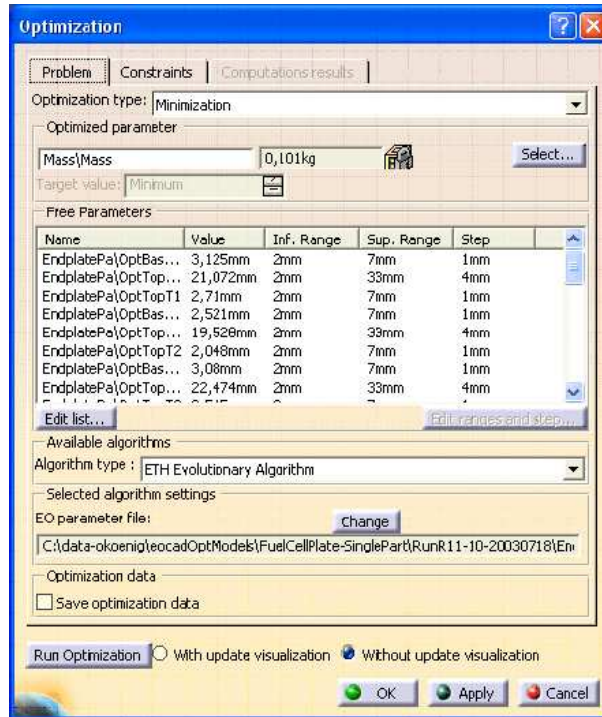 Optimization
Problem Constraints Computations results
Optimization type: Minimization
Optimized parameter
Mass\Mass 0,101kg Select...
Target value: Minimum
Free Parameters
Name Value Inf. Range Sup. Range Step
EndplatePa\OptBas... 3,125mm 2mm 7mm 1mm
EndplatePa\OptTop... 21,072mm 2mm 33mm 4mm
EndplatePa\OptTopT1 2,71mm 2mm 7mm 1mm
EndplatePa\OptBas... 2,521mm 2mm 7mm 1mm
EndplatePa\OptTop... 19,528mm 2mm 33mm 4mm
EndplatePa\OptTopT2 2,048mm 2mm 7mm 1mm
EndplatePa\OptBas... 3,08mm 2mm 7mm 1mm
EndplatePa\OptTop... 22,474mm 2mm 33mm 4mm
Edit list... Edit ranges and step...
Available algorithms
Algorithm type : ETH Evolutionary Algorithm
Selected algorithm settings
EO parameter file: Change
C:\data-okoenig\eocadOptModels\FuelCellPlate-SinglePart\RunR11-10-20030718\En
Optimization data
Save optimization data
Run Optimization With update visualization Without update visualization
OK Apply Cancel